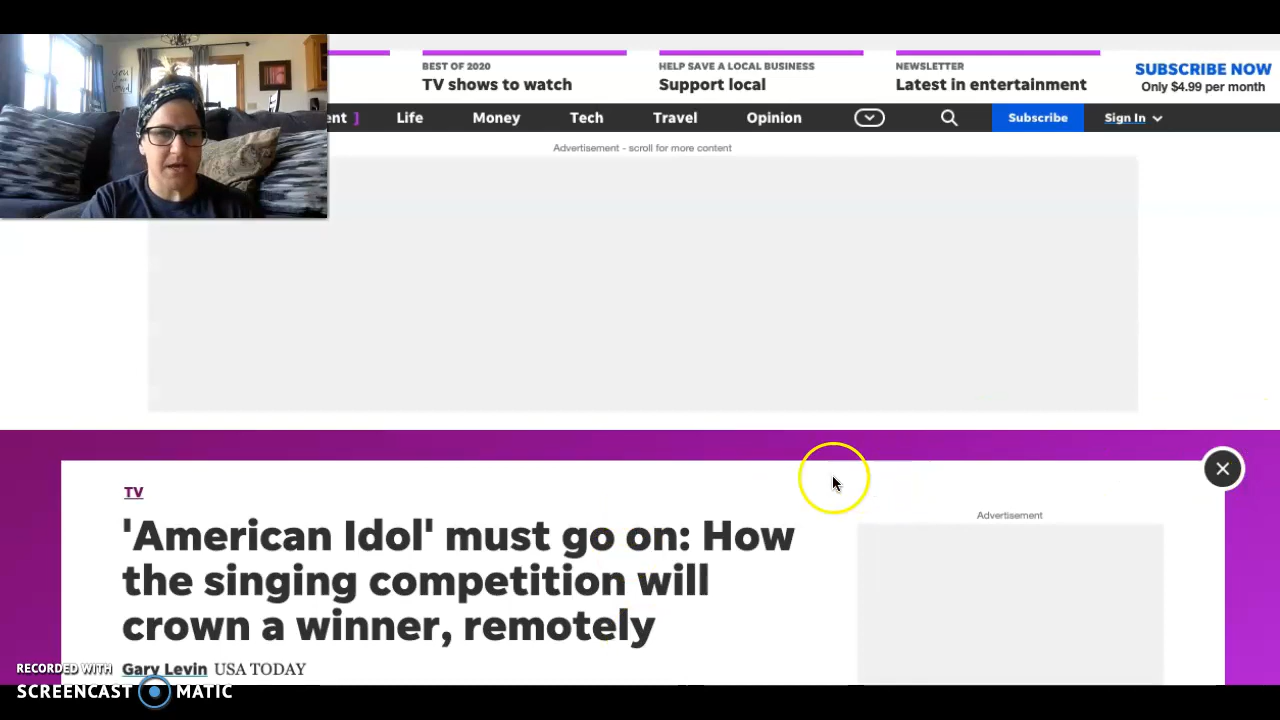 BEST OF 2020
TV shows to watch
HELP SAVE A LOCAL BUSINESS
Support local
NEWSLETTER
Latest in entertainment
SUBSCRIBE NOW
Only $4.99 per month
ent ] Life Money Tech Travel Opinion Subscribe Sign In
Advertisement - scroll for more content
TV
'American Idol' must go on: How
the singing competition will
crown a winner, remotely
Gary Levin USA TODAY
Advertisement
RECORDED WITH
SCREENCAST MATIC